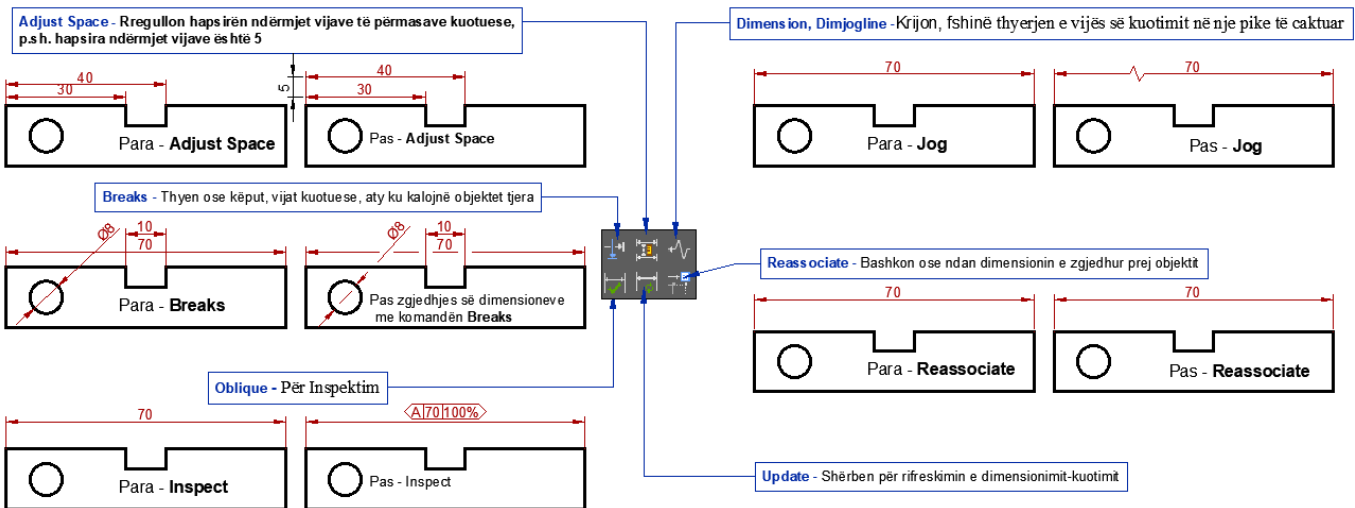 Adjust Space - Rregullon hapsirën ndërmjet vijave të përmasave kuotuese,
p.sh. hapsira ndërmjet vijave është 5
Dimension, Dimjogline - Krijon, fshinë thyerjen e vijës së kuotimit në nje pike të caktuar
40
30
5
40
30
70
70
Para - Adjust Space
Pas - Adjust Space
Para - Jog
Pas - Jog
Breaks - Thyen ose këput, vijat kuotuese, aty ku kalojnë objektet tjera
Ø8
10
70
Ø8
10
70
Para - Breaks
Pas zgjedhjes së dimensioneve
me komandën Breaks
Reassociate - Bashkon ose ndan dimensionin e zgjedhur prej objektit
70
70
Para - Reassociate
Pas - Reassociate
Oblique - Për Inspektim
70
A 70 100%
Para - Inspect
Pas - Inspect
Update - Shërben për rifreskimin e dimensionimit-kuotimit